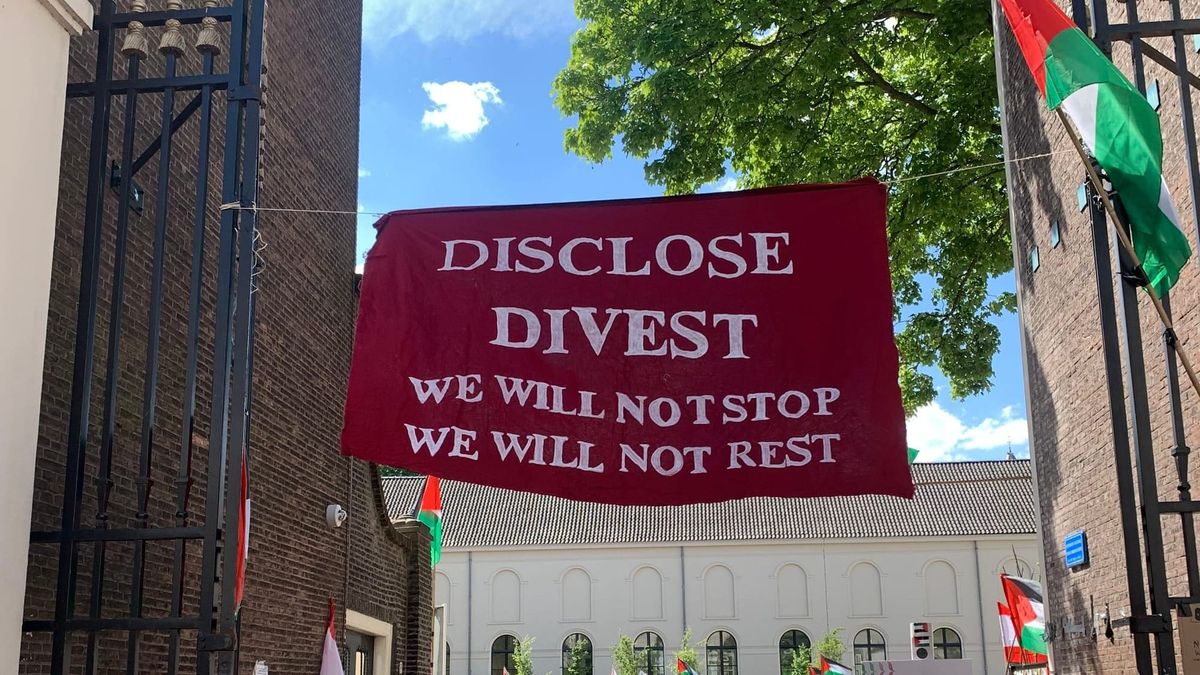 DISCLOSE
DIVEST
WE WILL NOT STOP
WE WILL NOT REST